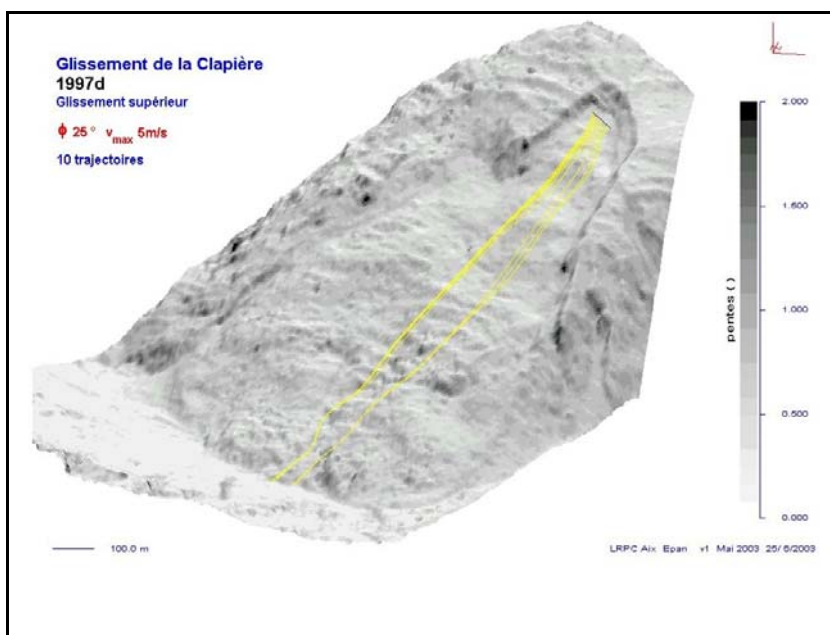 Glissement de la Clapière
1997d
Glissement supérieur
ϕ 25° vmax 5m/s
10 trajectoires
2.000
1.500
1.000
0.500
0.000
pentes ( )
100.0 m
LRPC Aix Epan v1 Mai 2003 25/6/2003